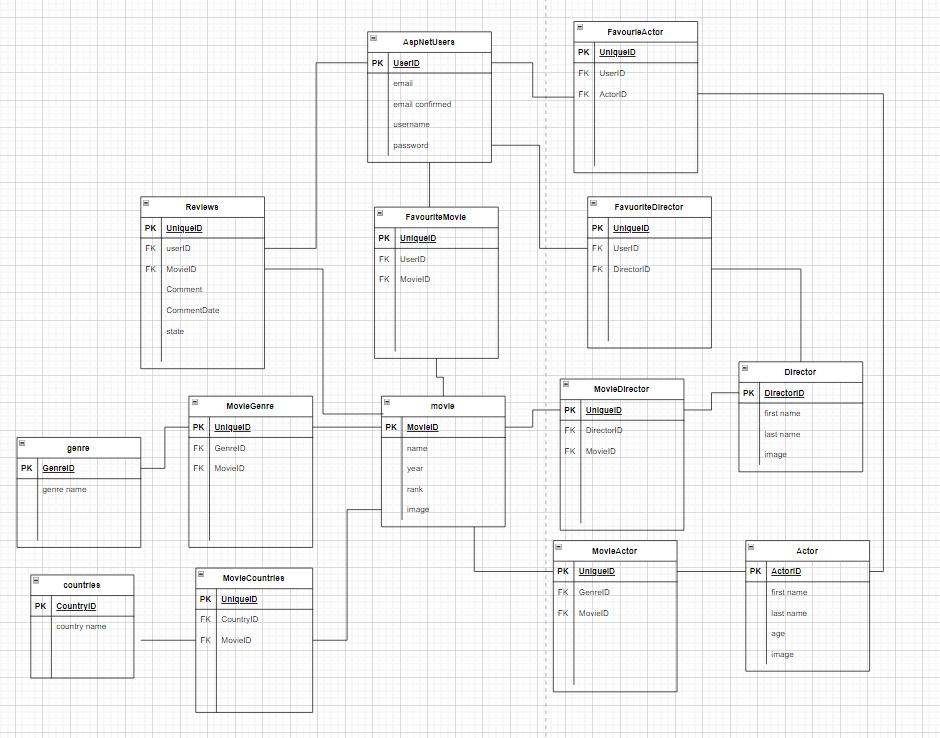 AspNetUsers
PK UserID
email
email confirmed
username
password
FavourieActor
PK UniqueID
FK UserID
FK ActorID
Reviews
PK UniqueID
FK userID
FK MovieID
Comment
CommentDate
state
FavouriteMovie
PK UniqueID
FK UserID
FK MovieID
FavuoriteDirector
PK UniqueID
FK UserID
FK DirectorID
Director
PK DirectorID
first name
last name
image
MovieDirector
PK UniqueID
FK DirectorID
FK MovieID
movie
PK MovieID
name
year
rank
image
MovieGenre
PK UniqueID
FK GenreID
FK MovieID
genre
PK GenreID
genre name
countries
PK CountryID
country name
MovieCountries
PK UniqueID
FK CountryID
FK MovieID
MovieActor
PK UniqueID
FK GenreID
FK MovieID
Actor
PK ActorID
first name
last name
age
image